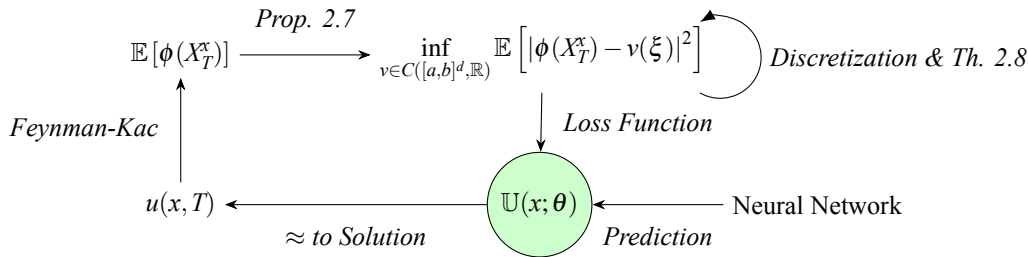 Prop. 2.7
𝔼 [ϕ(X_T^x)]
inf_{v∈C([a,b]^d,ℝ)} 𝔼 [|ϕ(X_T^x) − v(ξ)|^2]
Discretization & Th. 2.8
Feynman-Kac
Loss Function
u(x, T)
𝕌(x; θ)
Neural Network
≈ to Solution
Prediction